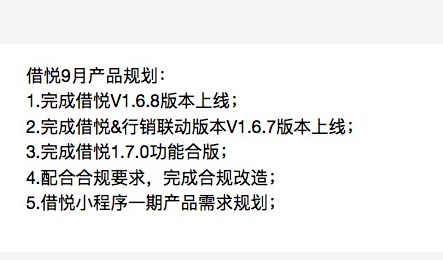 借悦9月产品规划：
1.完成借悦V1.6.8版本上线；
2.完成借悦&行销联动版本V1.6.7版本上线；
3.完成借悦1.7.0功能合版；
4.配合合规要求，完成合规改造；
5.借悦小程序一期产品需求规划；